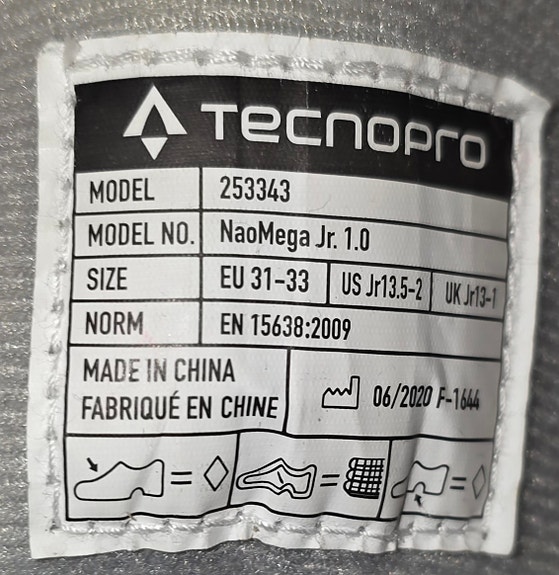 TECNOPRO
MODEL 253343
MODEL NO. NaoMega Jr. 1.0
SIZE EU 31-33 US Jr13.5-2 UK Jr13-1
NORM EN 15638:2009
MADE IN CHINA
FABRIQUÉ EN CHINE
06/2020 F-1644
= =  =